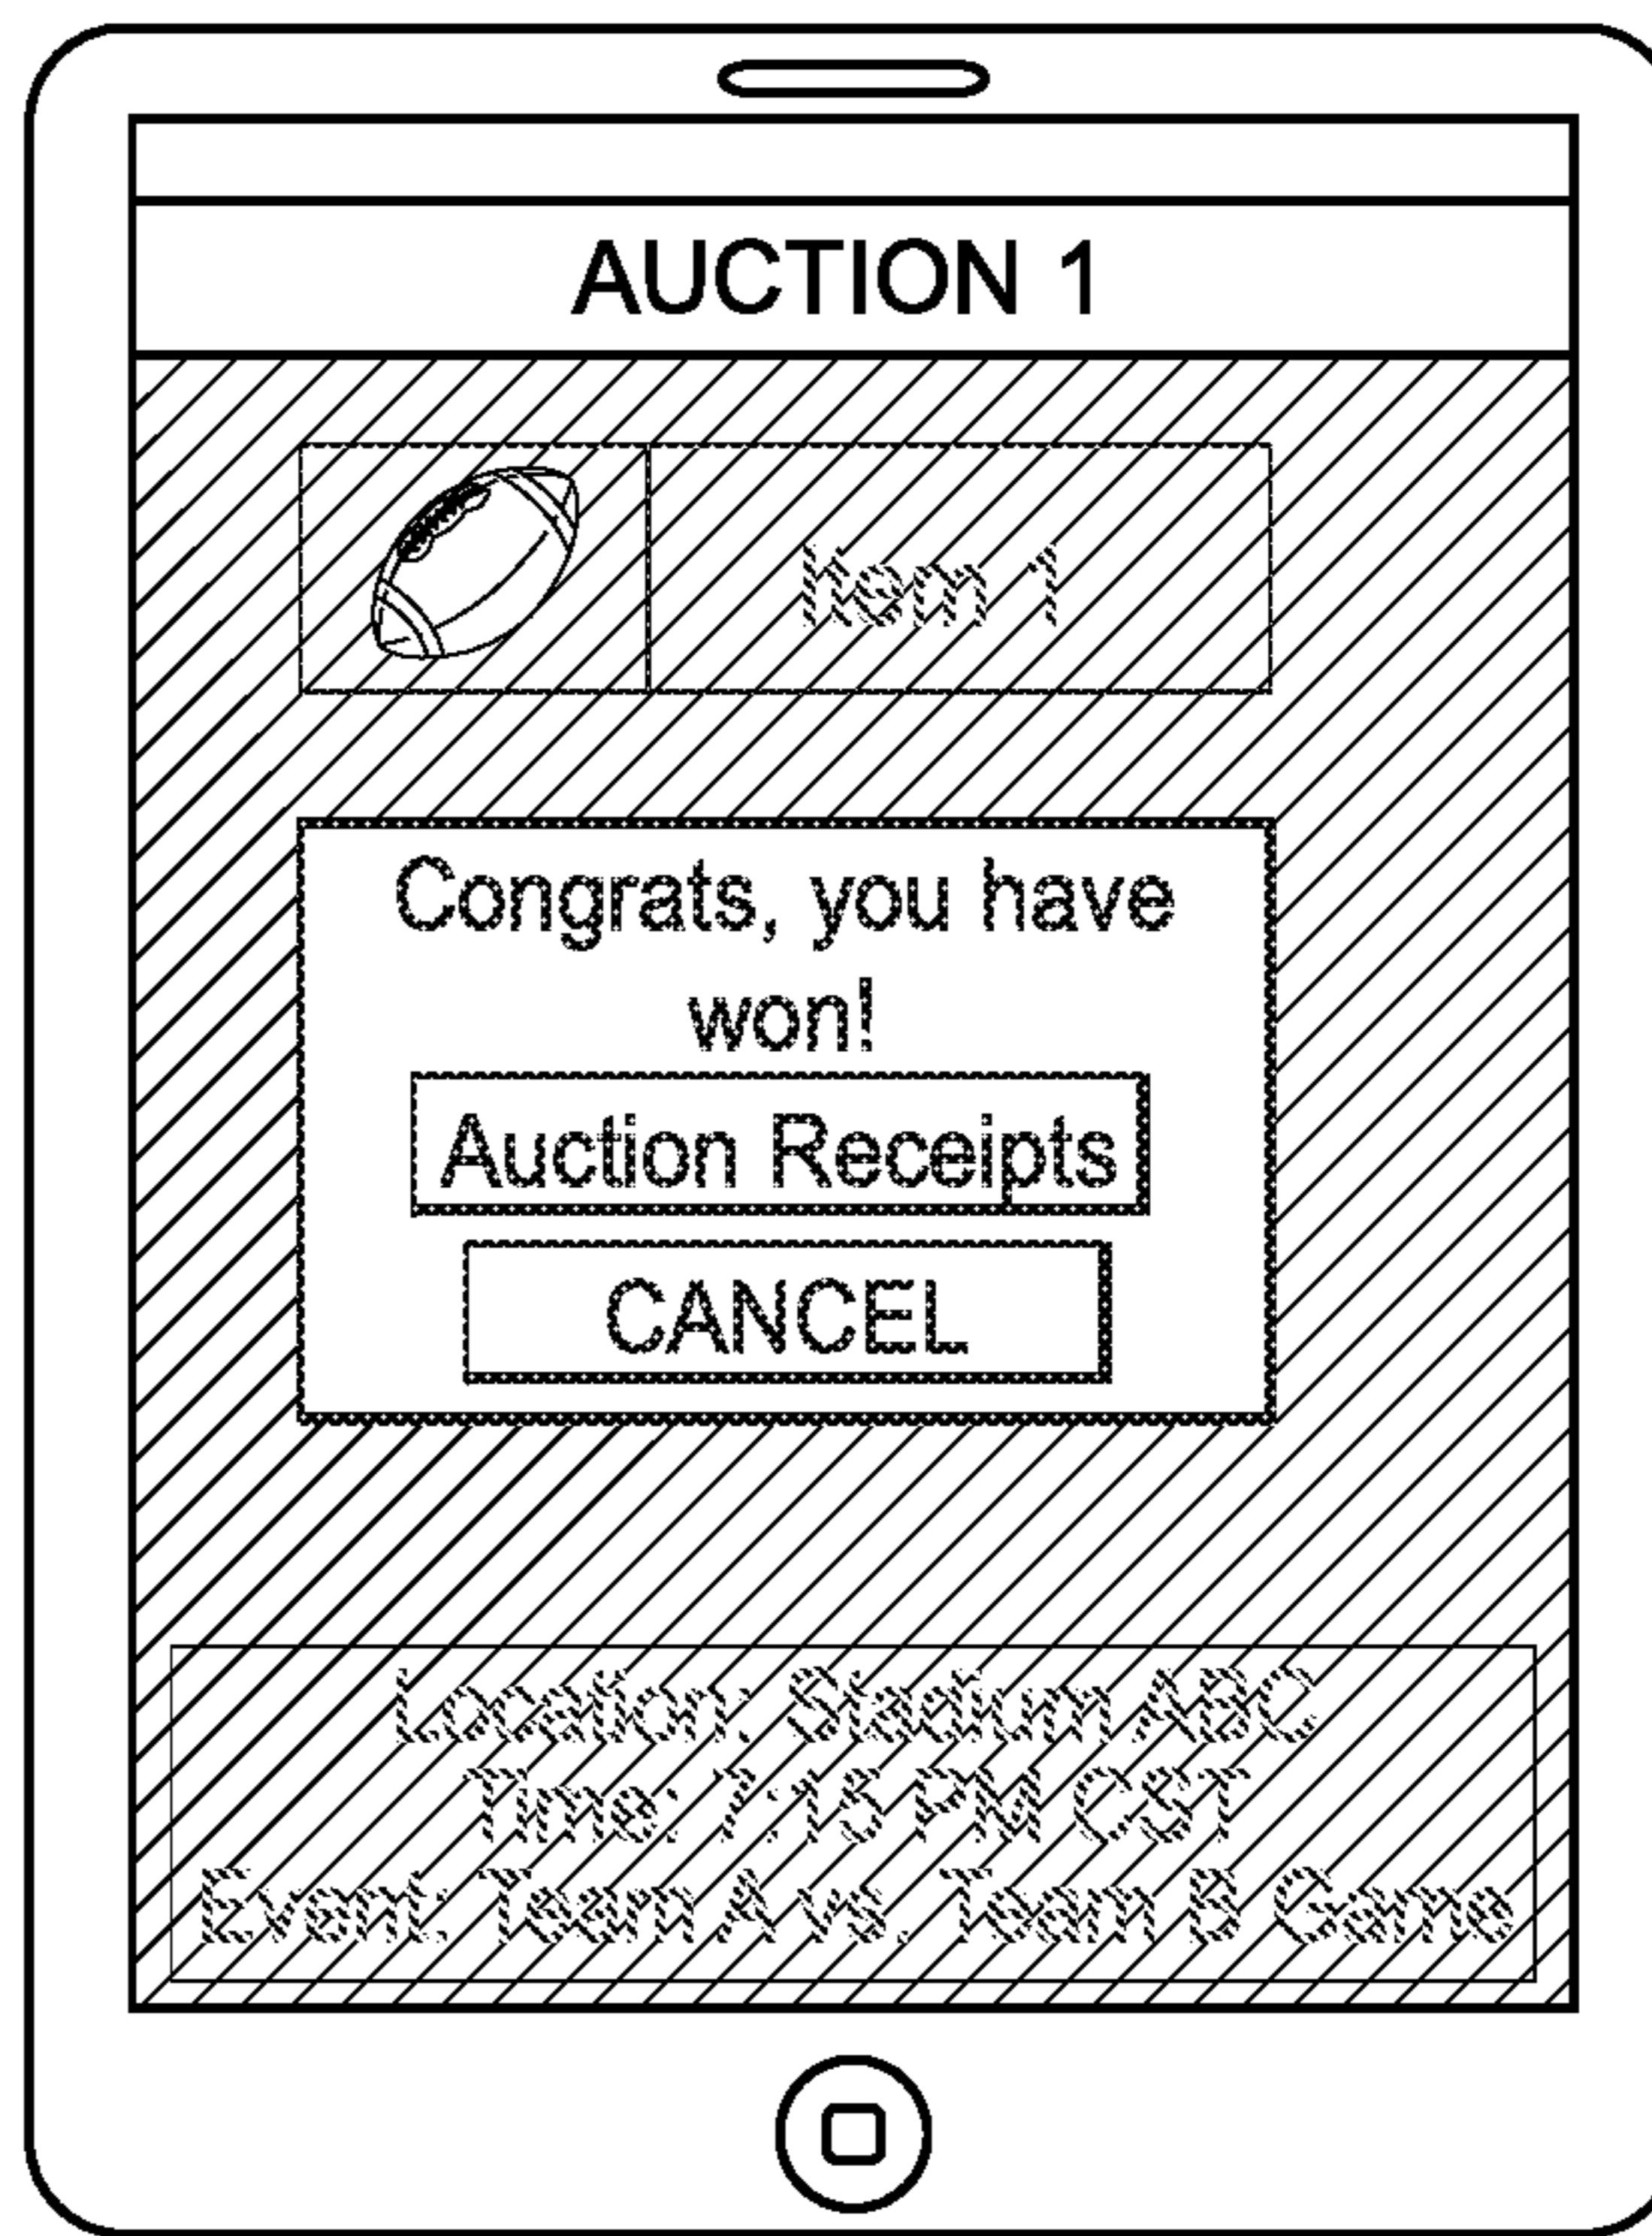 AUCTION 1
Item 1
Congrats, you have
won!
Auction Receipts
CANCEL
Location: Stadium ABC
Time: 7:15 PM CST
Event: Team A vs. Team B Game